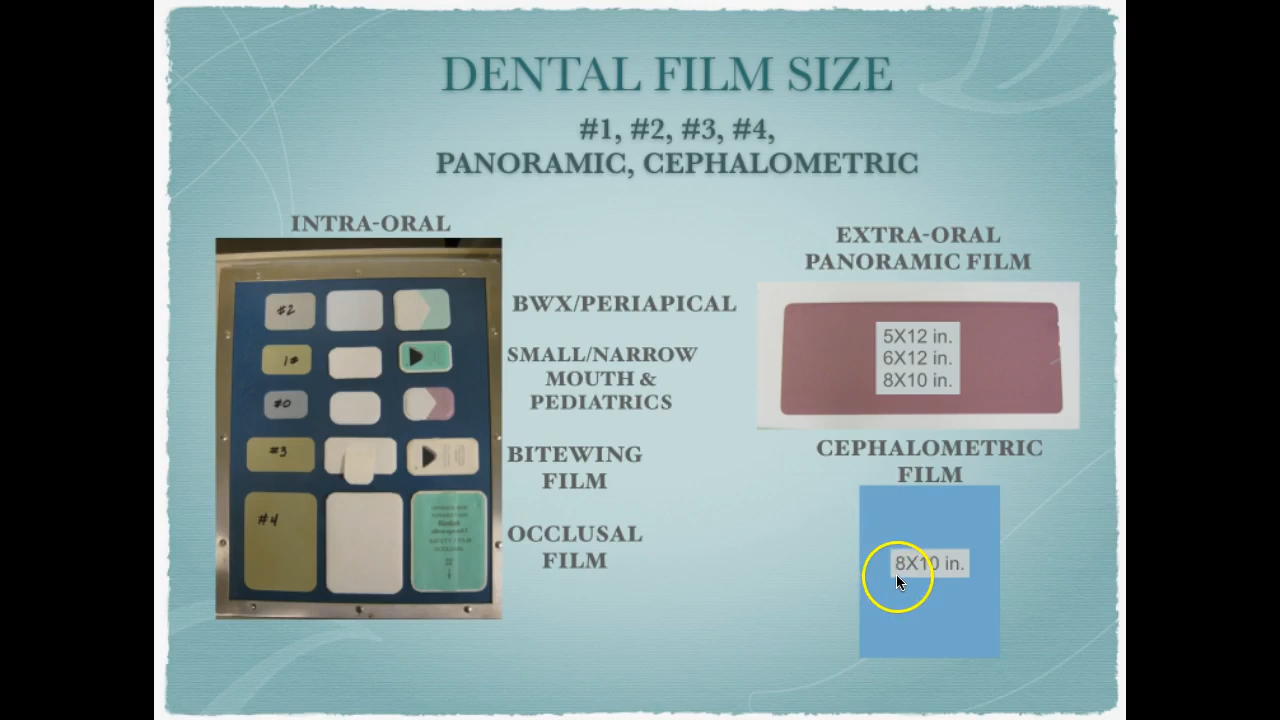 DENTAL FILM SIZE
#1, #2, #3, #4,
PANORAMIC, CEPHALOMETRIC
INTRA-ORAL
#2
1#
#0
#3
#4
BWX/PERIAPICAL
SMALL/NARROW
MOUTH &
PEDIATRICS
BITEWING
FILM
OCCLUSAL
FILM
EXTRA-ORAL
PANORAMIC FILM
5X12 in.
6X12 in.
8X10 in.
CEPHALOMETRIC
FILM
8X10 in.